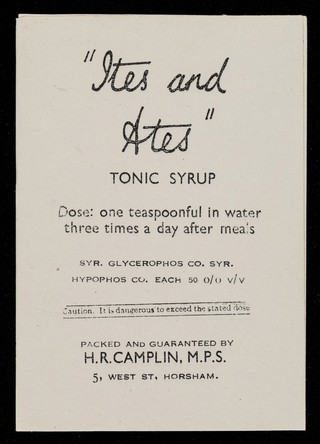 "Ites and
Ates"
TONIC SYRUP
Dose: one teaspoonful in water
three times a day after meals
SYR. GLYCEROPHOS CO. SYR.
HYPOPHOS CO. EACH 50 0/0 V/V
Caution. It is dangerous to exceed the stated dose
PACKED AND GUARANTEED BY
H.R.CAMPLIN, M.P.S.
5, WEST ST, HORSHAM.